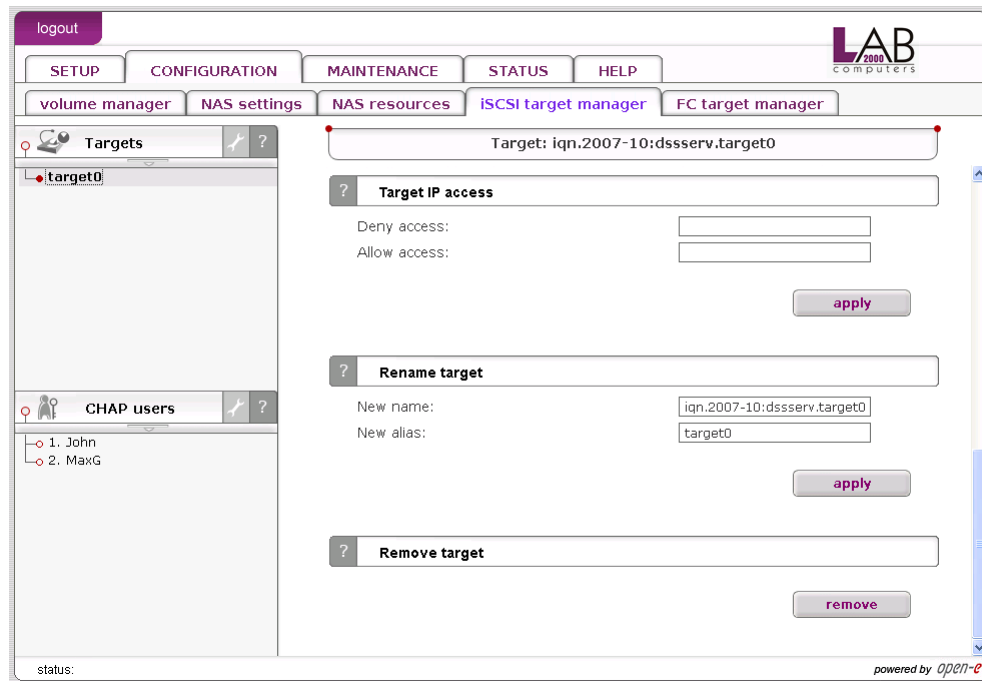 logout
LAB
2000
computers
SETUP CONFIGURATION MAINTENANCE STATUS HELP
volume manager NAS settings NAS resources iSCSI target manager FC target manager
Targets ?
target0
Target: iqn.2007-10:dssserv.target0
? Target IP access
Deny access:
Allow access:
apply
? Rename target
New name: iqn.2007-10:dssserv.target0
New alias: target0
apply
CHAP users ?
1. John
2. MaxG
? Remove target
remove
status:
powered by open-e